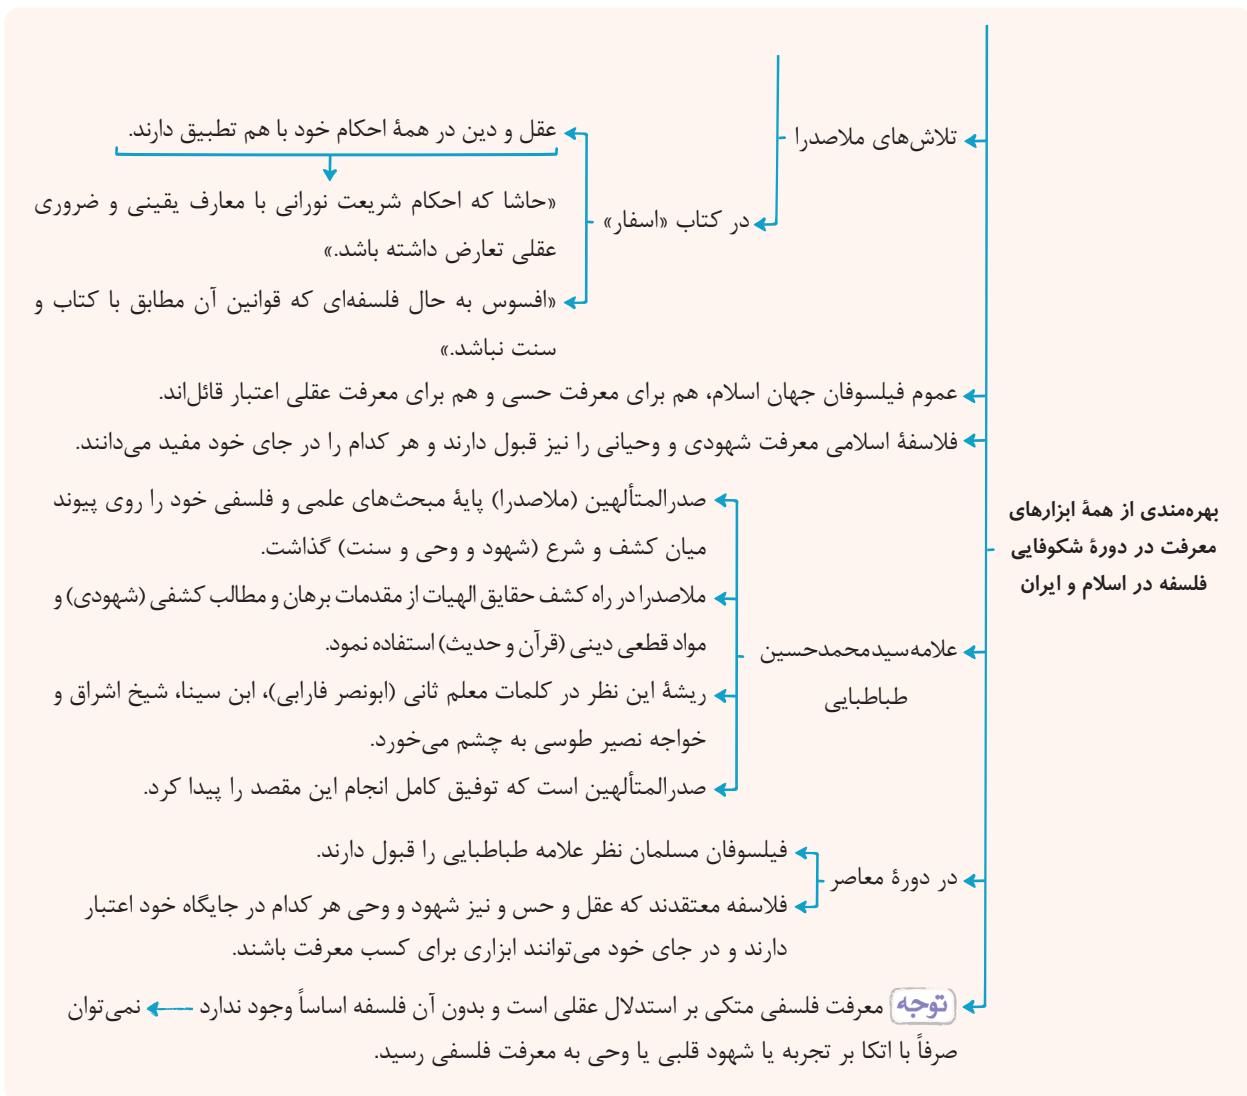 بهره‌مندی از همهٔ ابزارهای
معرفت در دورهٔ شکوفایی
فلسفه در اسلام و ایران
تلاش‌های ملاصدرا
در کتاب «اسفار»
عقل و دین در همهٔ احکام خود با هم تطبیق دارند.
«حاشا که احکام شریعت نورانی با معارف یقینی و ضروری
عقلی تعارض داشته باشد.»
«افسوس به حال فلسفه‌ای که قوانین آن مطابق با کتاب و
سنت نباشد.»
عموم فیلسوفان جهان اسلام، هم برای معرفت حسی و هم برای معرفت عقلی اعتبار قائل‌اند.
فلاسفهٔ اسلامی معرفت شهودی و وحیانی را نیز قبول دارند و هر کدام را در جای خود مفید می‌دانند.
علامه سیدمحمدحسین
طباطبایی
صدرالمتألهین (ملاصدرا) پایهٔ مبحث‌های علمی و فلسفی خود را روی پیوند
میان کشف و شرع (شهود و وحی و سنت) گذاشت.
ملاصدرا در راه کشف حقایق الهیات از مقدمات برهان و مطالب کشفی (شهودی) و
مواد قطعی دینی (قرآن و حدیث) استفاده نمود.
ریشهٔ این نظر در کلمات معلم ثانی (ابونصر فارابی)، ابن سینا، شیخ اشراق و
خواجه نصیر طوسی به چشم می‌خورد.
صدرالمتألهین است که توفیق کامل انجام این مقصد را پیدا کرد.
در دورهٔ معاصر
فیلسوفان مسلمان نظر علامه طباطبایی را قبول دارند.
فلاسفه معتقدند که عقل و حس و نیز شهود و وحی هر کدام در جایگاه خود اعتبار
دارند و در جای خود می‌توانند ابزاری برای کسب معرفت باشند.
توجه معرفت فلسفی متکی بر استدلال عقلی است و بدون آن فلسفه اساساً وجود ندارد ← نمی‌توان
صرفاً با اتکا بر تجربه یا شهود قلبی یا وحی به معرفت فلسفی رسید.